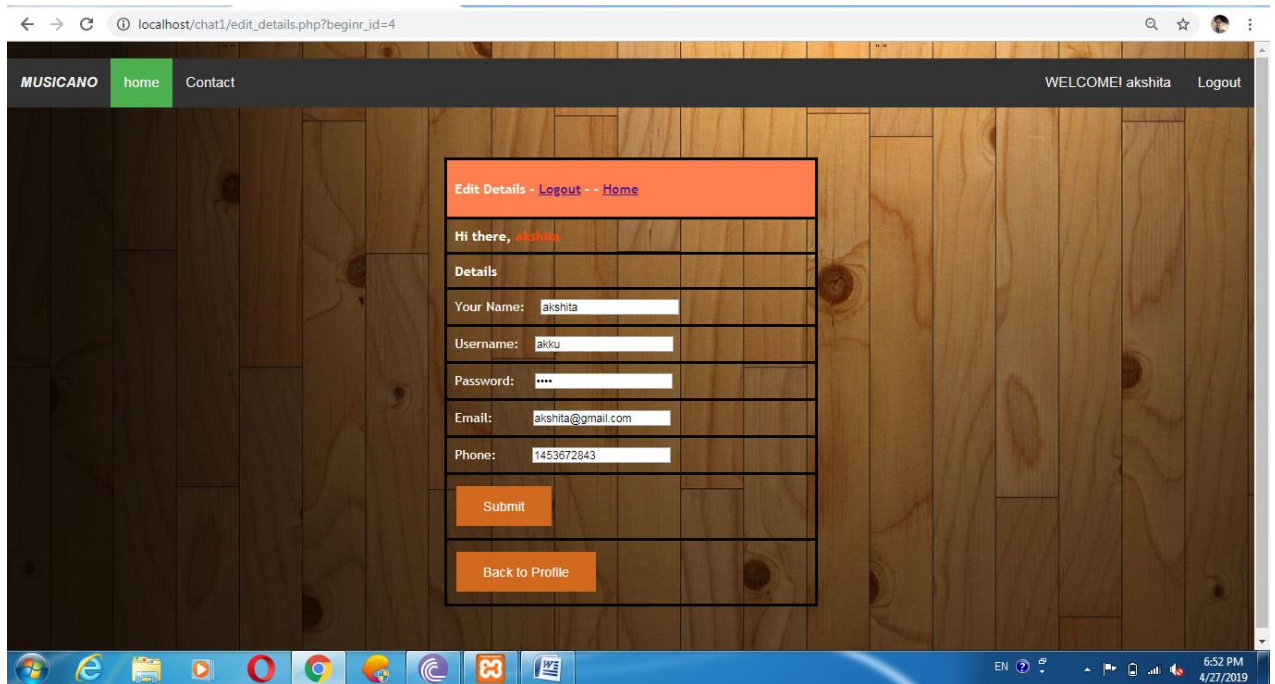 localhost/chat1/edit_details.php?beginr_id=4
MUSICANO home Contact WELCOME! akshita Logout
Edit Details - Logout - - Home
Hi there, akshita
Details
Your Name: akshita
Username: akku
Password: ••••
Email: akshita@gmail.com
Phone: 1453672843
Submit
Back to Profile
EN 6:52 PM
4/27/2019